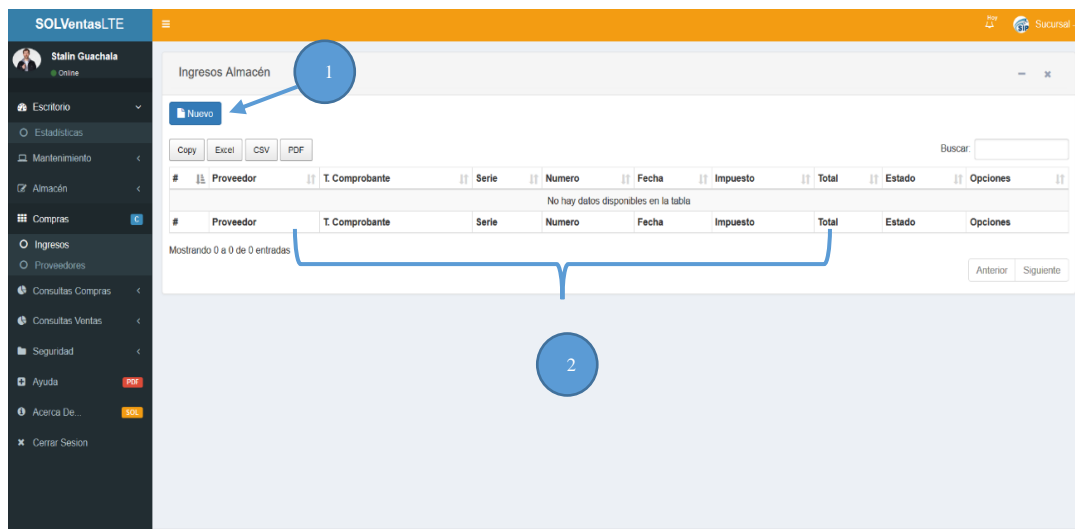 SOLVentasLTE
Hoy
SIP
Sucursal
Stalin Guachala
Online
Escritorio
Estadísticas
Mantenimiento
Almacén
Compras C
Ingresos
Proveedores
Consultas Compras
Consultas Ventas
Seguridad
Ayuda PDF
Acerca De... SOL
Cerrar Sesion
Ingresos Almacén
1
Nuevo
Copy Excel CSV PDF
Buscar:
# Proveedor T. Comprobante Serie Numero Fecha Impuesto Total Estado Opciones
No hay datos disponibles en la tabla
# Proveedor T. Comprobante Serie Numero Fecha Impuesto Total Estado Opciones
Mostrando 0 a 0 de 0 entradas
Anterior Siguiente
2